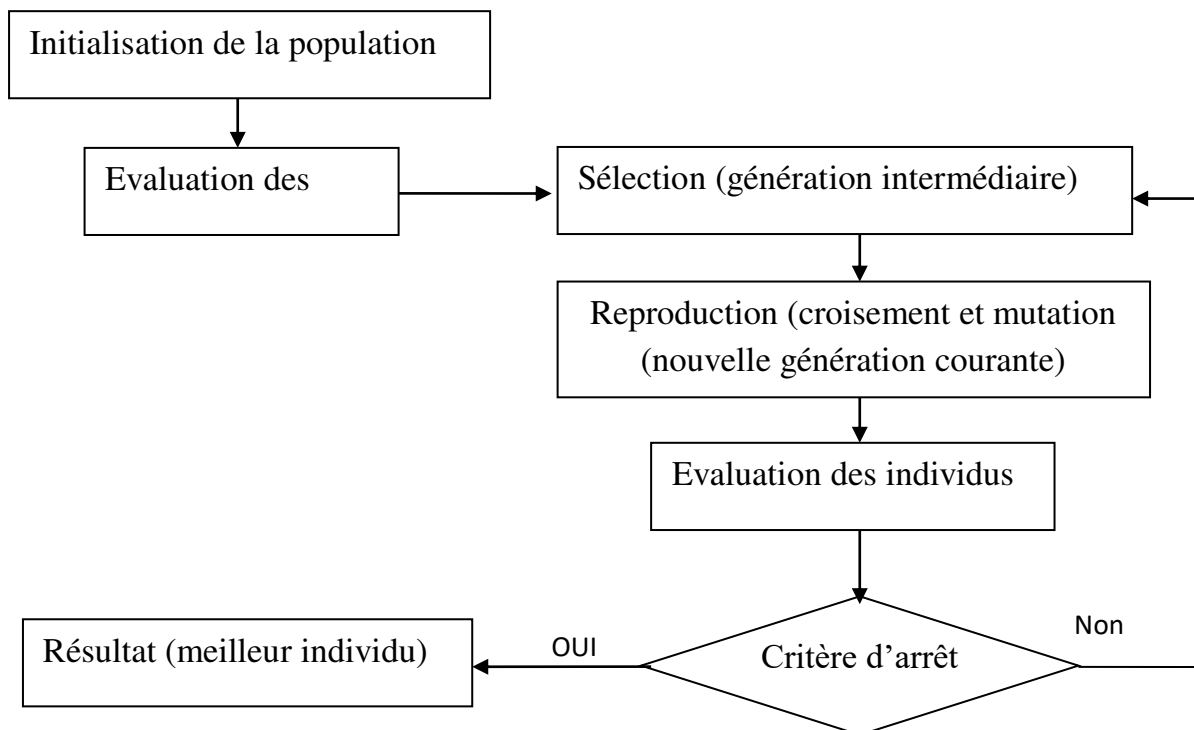 Initialisation de la population
Evaluation des
Sélection (génération intermédiaire)
Reproduction (croisement et mutation
(nouvelle génération courante)
Evaluation des individus
Critère d’arrêt
Non
OUI
Résultat (meilleur individu)